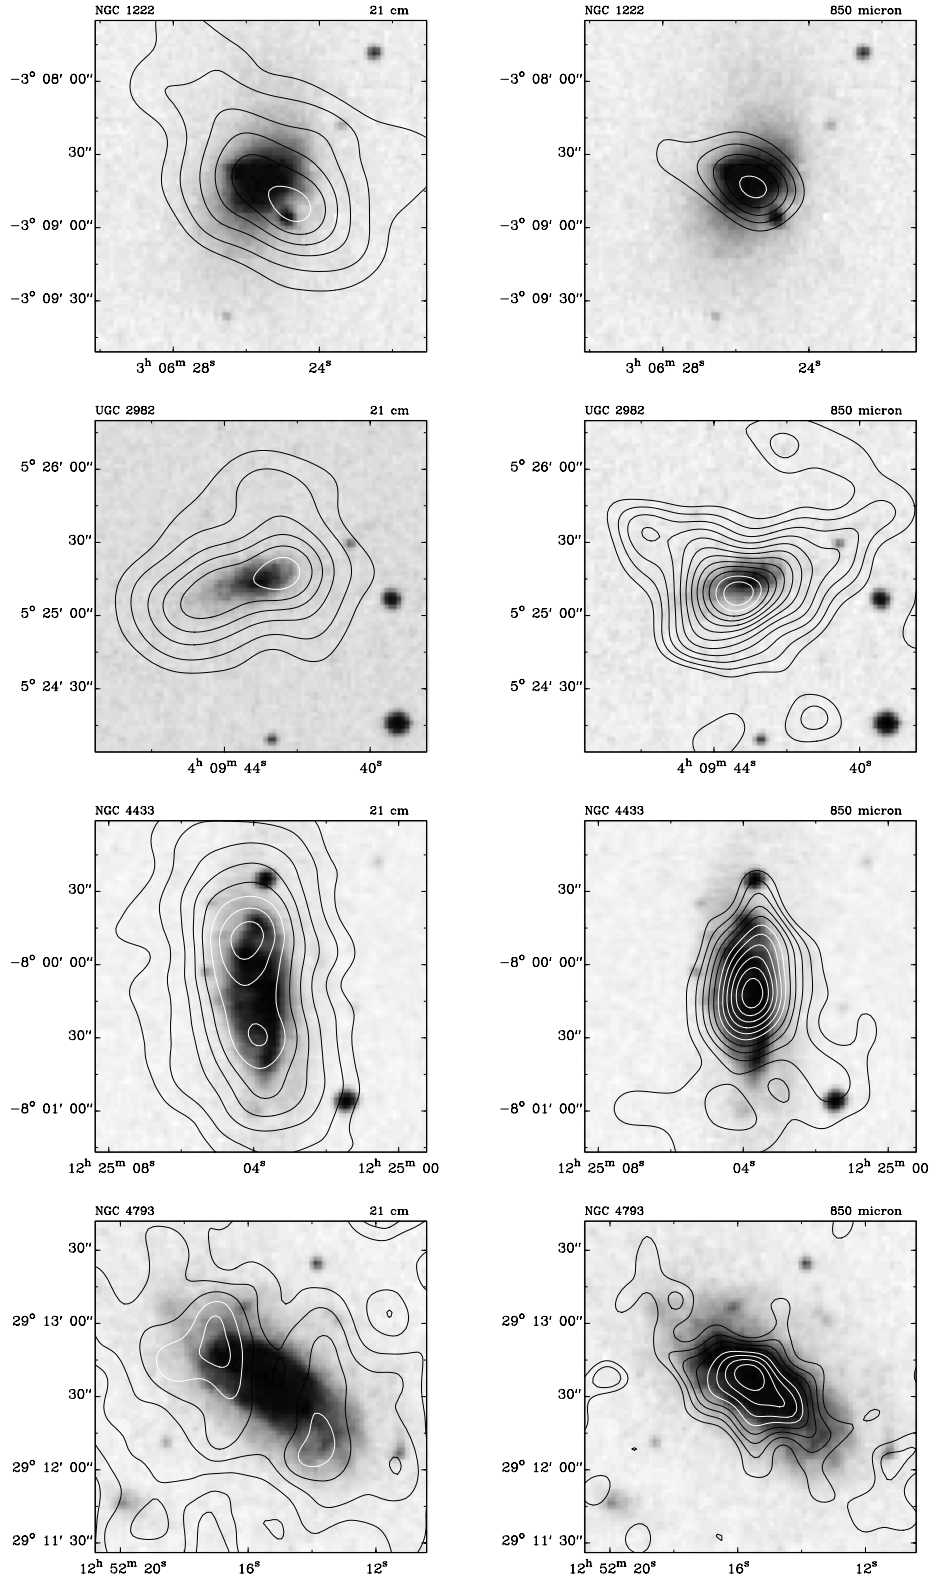 NGC 1222 21 cm
NGC 1222 850 micron
−3° 08′ 00″
30″
−3° 09′ 00″
−3° 09′ 30″
3ʰ 06ᵐ 28ˢ 24ˢ
−3° 08′ 00″
30″
−3° 09′ 00″
−3° 09′ 30″
3ʰ 06ᵐ 28ˢ 24ˢ
UGC 2982 21 cm
UGC 2982 850 micron
5° 26′ 00″
30″
5° 25′ 00″
5° 24′ 30″
4ʰ 09ᵐ 44ˢ 40ˢ
5° 26′ 00″
30″
5° 25′ 00″
5° 24′ 30″
4ʰ 09ᵐ 44ˢ 40ˢ
NGC 4433 21 cm
NGC 4433 850 micron
30″
−8° 00′ 00″
30″
−8° 01′ 00″
12ʰ 25ᵐ 08ˢ 04ˢ 12ʰ 25ᵐ 00
30″
−8° 00′ 00″
30″
−8° 01′ 00″
12ʰ 25ᵐ 08ˢ 04ˢ 12ʰ 25ᵐ 00
NGC 4793 21 cm
NGC 4793 850 micron
30″
29° 13′ 00″
30″
29° 12′ 00″
29° 11′ 30″
12ʰ 52ᵐ 20ˢ 16ˢ 12ˢ
30″
29° 13′ 00″
30″
29° 12′ 00″
29° 11′ 30″
12ʰ 52ᵐ 20ˢ 16ˢ 12ˢ